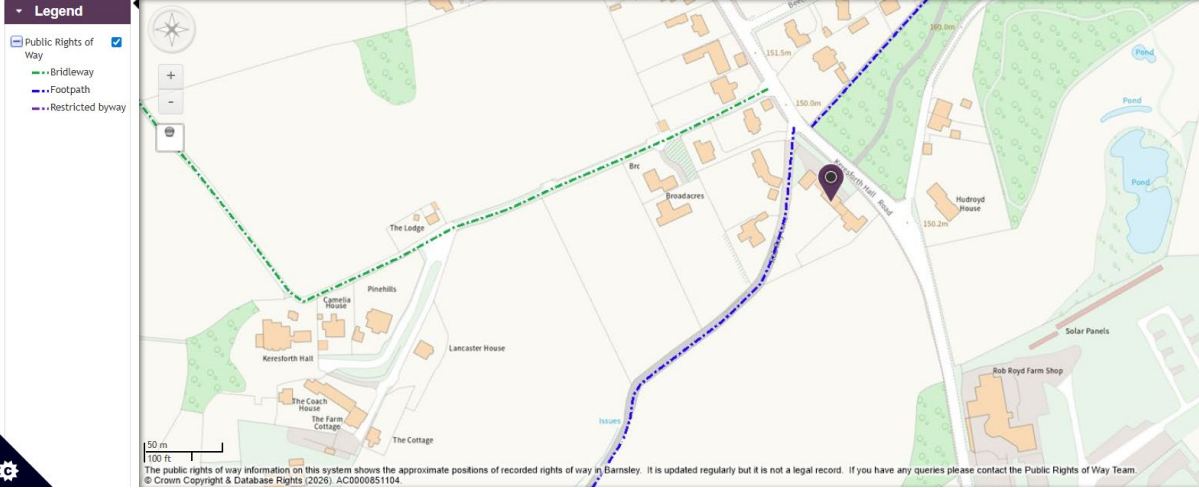 Legend
Public Rights of
Way
Bridleway
Footpath
Restricted byway
+
-
151.5m
161.0m
150.0m
Pond
Pond
Pond
Keresforth Hall Road
Brc
Broadacres
Hudroyd
House
150.2m
The Lodge
Pinehills
Camelia
House
Keresforth Hall
Lancaster House
Solar Panels
Rob Royd Farm Shop
The Coach
House
The Farm
Cottage
The Cottage
Issues
50 m
100 ft
The public rights of way information on this system shows the approximate positions of recorded rights of way in Barnsley. It is updated regularly but it is not a legal record. If you have any queries please contact the Public Rights of Way Team.
© Crown Copyright & Database Rights (2026). AC0000851104.